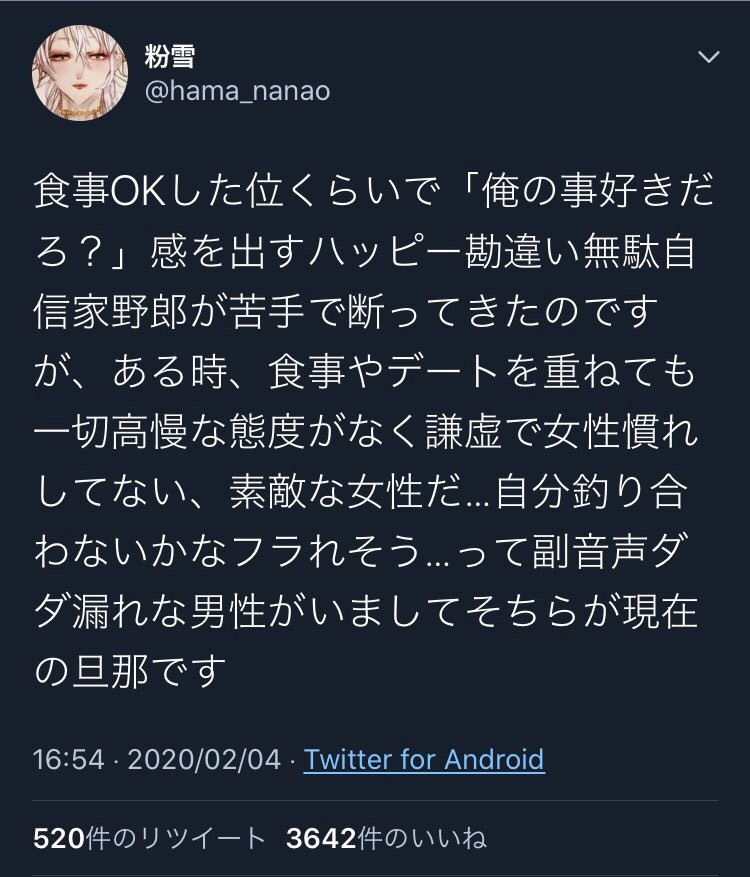 粉雪
@hama_nanao
食事OKした位くらいで「俺の事好きだ
ろ？」感を出すハッピー勘違い無駄自
信家野郎が苦手で断ってきたのです
が、ある時、食事やデートを重ねても
一切高慢な態度がなく謙虚で女性慣れ
してない、素敵な女性だ...自分釣り合
わないかなフラれそう...って副音声ダ
ダ漏れな男性がいましてそちらが現在
の旦那です
16:54 · 2020/02/04 · Twitter for Android
520件のリツイート 3642件のいいね